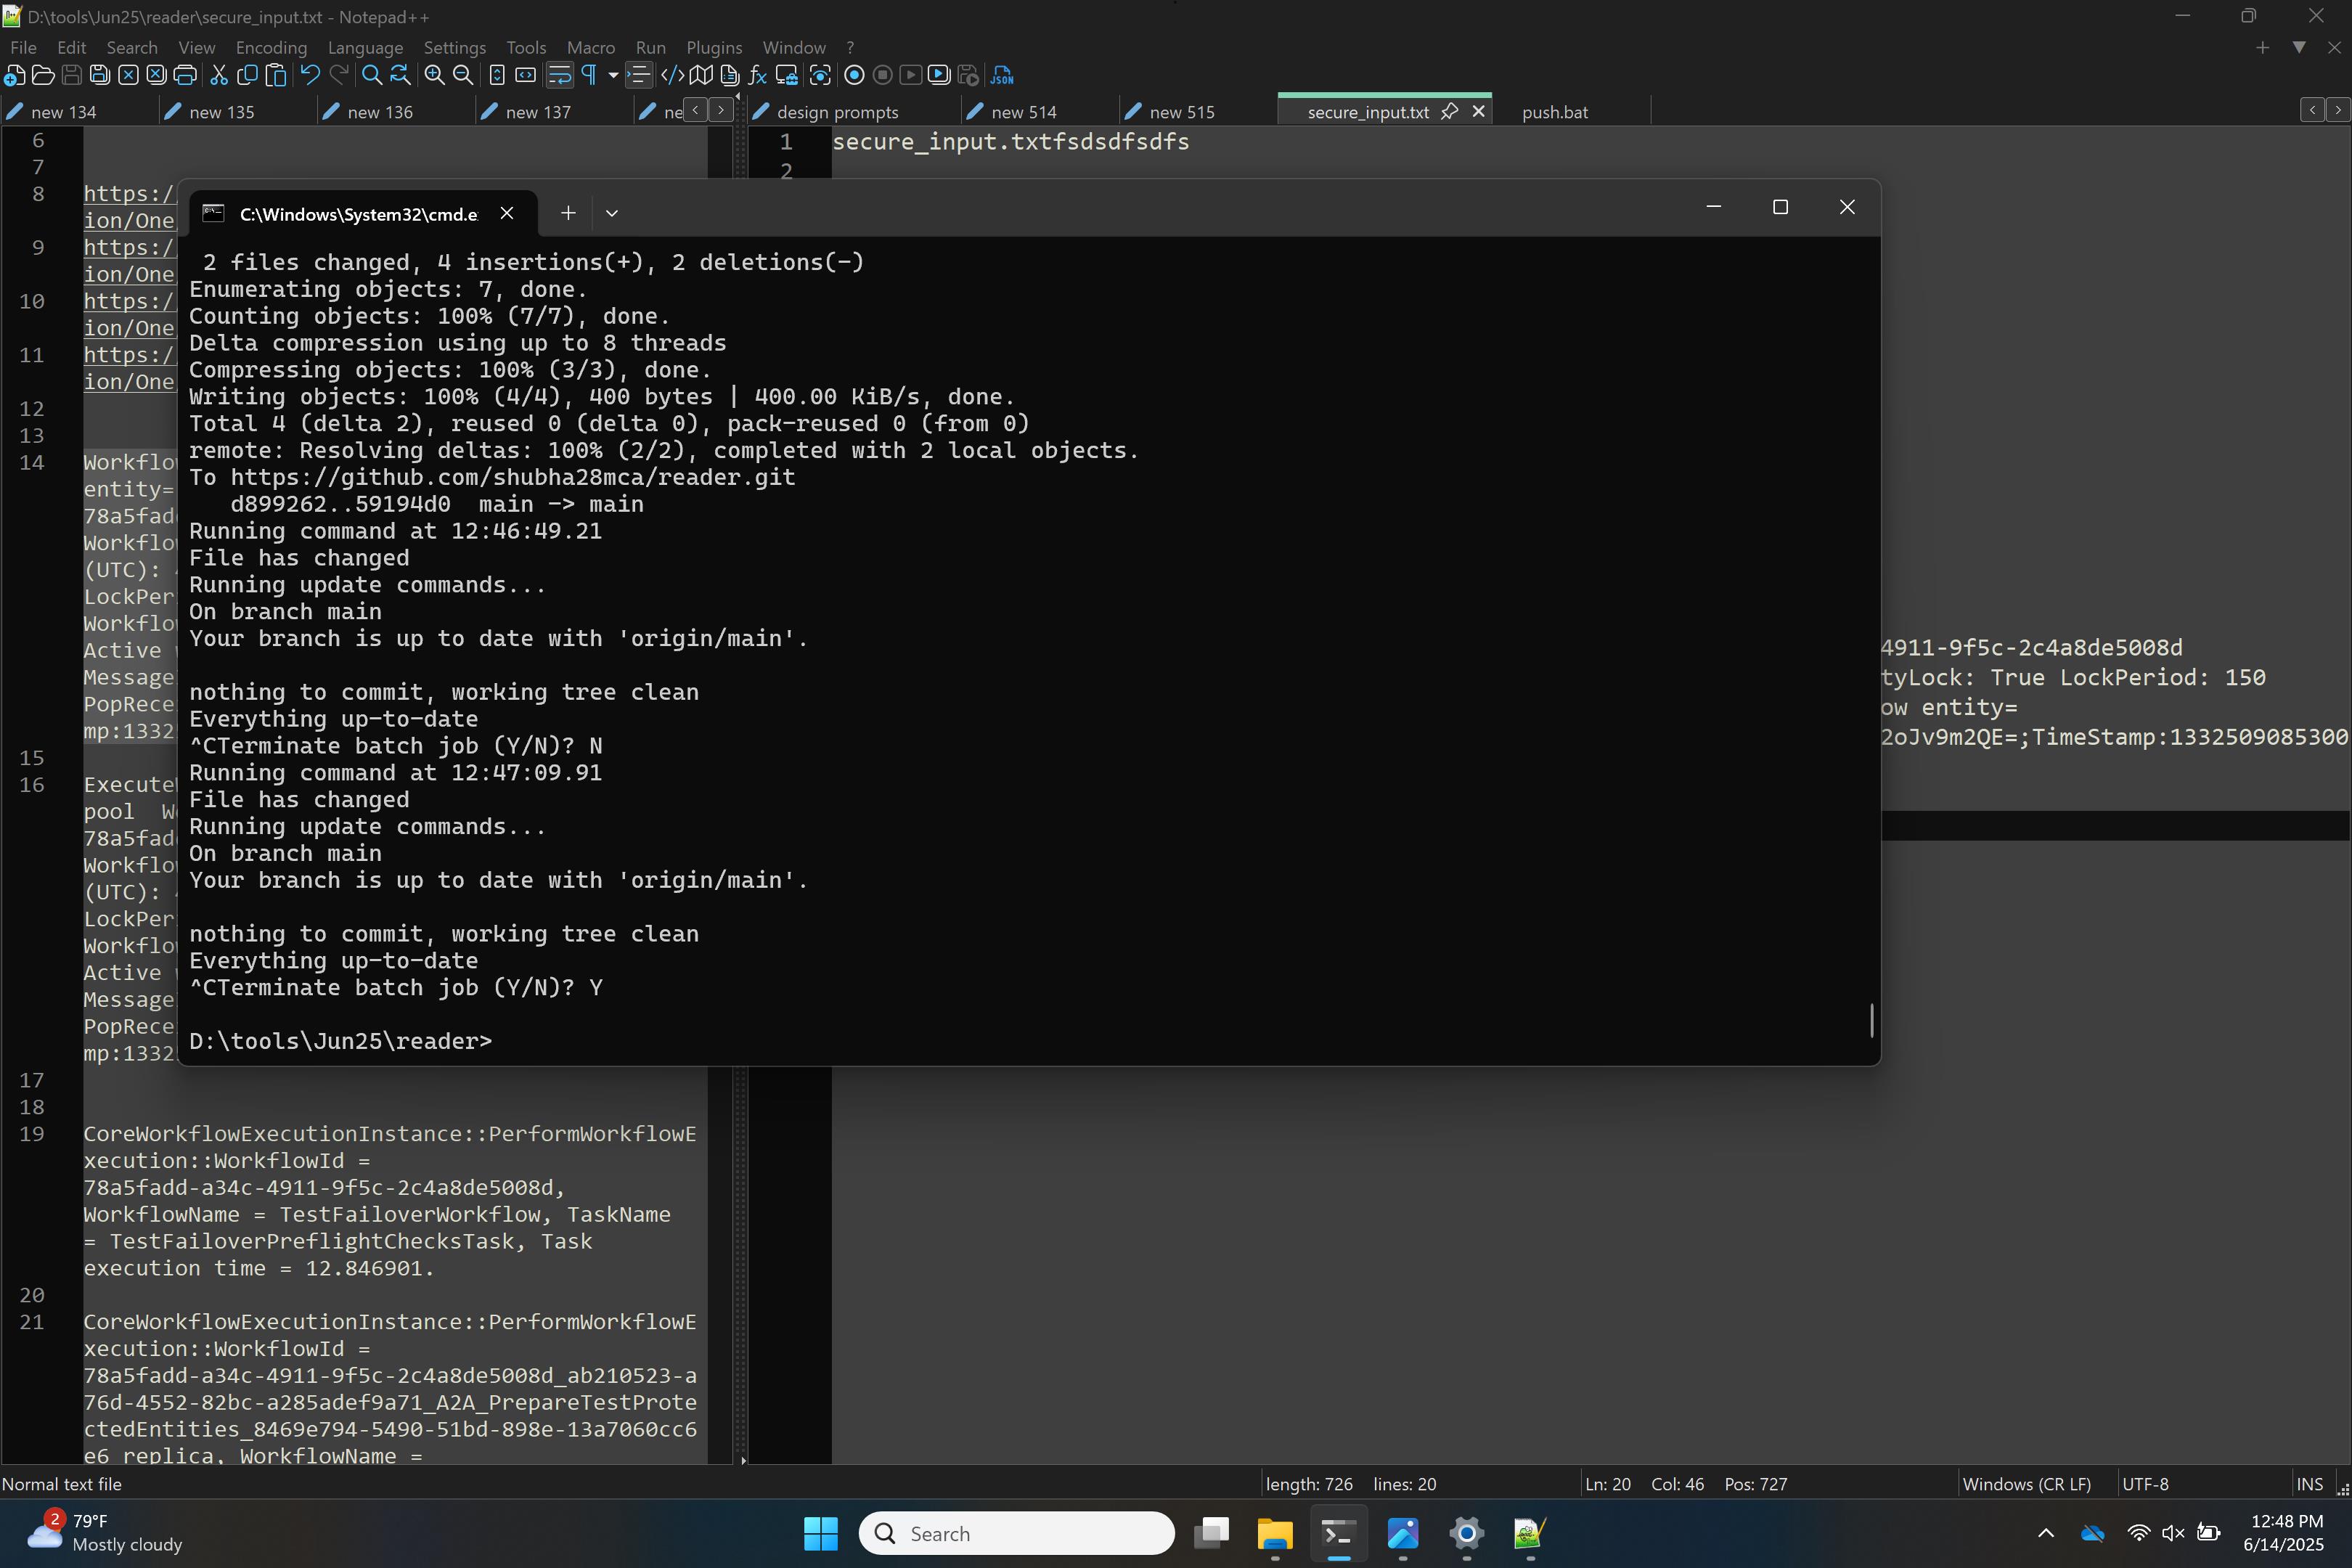 D:\tools\Jun25\reader\secure_input.txt - Notepad++
File Edit Search View Encoding Language Settings Tools Macro Run Plugins Window ?
new 134 new 135 new 136 new 137 ne design prompts new 514 new 515 secure_input.txt push.bat
6
7
8 https:/
ion/One
9 https:/
ion/One
10 https:/
ion/One
11 https:/
ion/One
12
13
14 Workflow
entity=
78a5fad
Workflow
(UTC):
LockPer
Workflo
Active
Message
PopRece
mp:1332
15
16 Execute
pool W
78a5fad
Workflow
(UTC):
LockPer
Workflo
Active
Message
PopRece
mp:1332
17
18
19 CoreWorkflowExecutionInstance::PerformWorkflowE
xecution::WorkflowId =
78a5fadd-a34c-4911-9f5c-2c4a8de5008d,
WorkflowName = TestFailoverWorkflow, TaskName
= TestFailoverPreflightChecksTask, Task
execution time = 12.846901.
20
21 CoreWorkflowExecutionInstance::PerformWorkflowE
xecution::WorkflowId =
78a5fadd-a34c-4911-9f5c-2c4a8de5008d_ab210523-a
76d-4552-82bc-a285adef9a71_A2A_PrepareTestProte
ctedEntities_8469e794-5490-51bd-898e-13a7060cc6
e6 replica, WorkflowName =
1 secure_input.txtfsdsdfsdfs
2
C:\Windows\System32\cmd.e
2 files changed, 4 insertions(+), 2 deletions(-)
Enumerating objects: 7, done.
Counting objects: 100% (7/7), done.
Delta compression using up to 8 threads
Compressing objects: 100% (3/3), done.
Writing objects: 100% (4/4), 400 bytes | 400.00 KiB/s, done.
Total 4 (delta 2), reused 0 (delta 0), pack-reused 0 (from 0)
remote: Resolving deltas: 100% (2/2), completed with 2 local objects.
To https://github.com/shubha28mca/reader.git
d899262..59194d0 main -> main
Running command at 12:46:49.21
File has changed
Running update commands...
On branch main
Your branch is up to date with 'origin/main'.
nothing to commit, working tree clean
Everything up-to-date
^CTerminate batch job (Y/N)? N
Running command at 12:47:09.91
File has changed
Running update commands...
On branch main
Your branch is up to date with 'origin/main'.
nothing to commit, working tree clean
Everything up-to-date
^CTerminate batch job (Y/N)? Y
D:\tools\Jun25\reader>
4911-9f5c-2c4a8de5008d
tyLock: True LockPeriod: 150
ow entity=
2oJv9m2QE=;TimeStamp:1332509085300
Normal text file length: 726 lines: 20 Ln: 20 Col: 46 Pos: 727 Windows (CR LF) UTF-8 INS
2
79°F
Mostly cloudy
Search
12:48 PM
6/14/2025